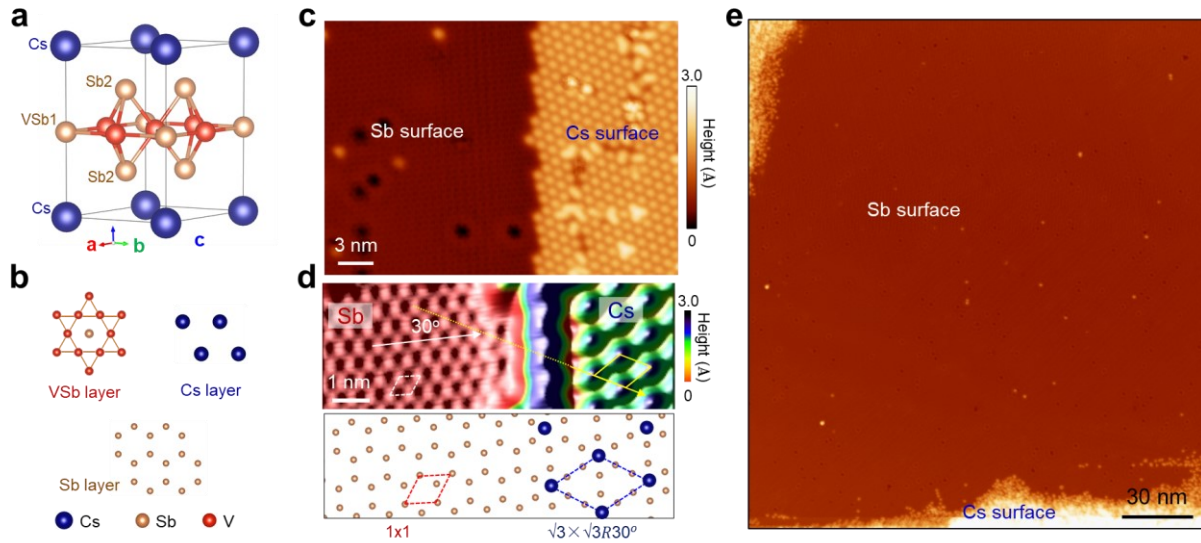 a
Cs
Sb2
VSb1
Sb2
Cs
a
b
c
b
VSb layer
Cs layer
Sb layer
Cs
Sb
V
c
Sb surface
Cs surface
3 nm
3.0
Height (A)
0
d
Sb
30º
Cs
1 nm
3.0
Height (A)
0
1x1
√3 × √3R30º
e
Sb surface
Cs surface
30 nm